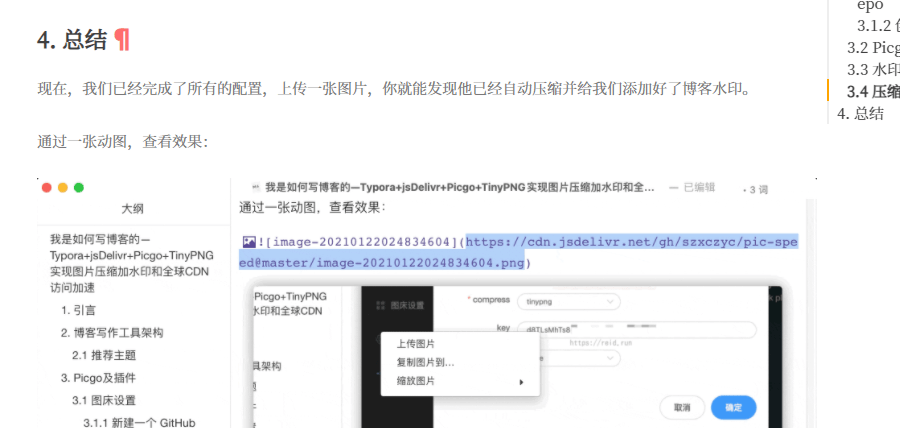 4. 总结 ¶
现在，我们已经完成了所有的配置，上传一张图片，你就能发现他已经自动压缩并给我们添加好了博客水印。
通过一张动图，查看效果：
epo
3.1.2
3.2 Picg
3.3 水印
3.4 压缩
4. 总结
大纲
我是如何写博客的—
Typora+jsDelivr+Picgo+TinyPNG
实现图片压缩加水印和全球CDN
访问加速
1. 引言
2. 博客写作工具架构
2.1 推荐主题
3. Picgo及插件
3.1 图床设置
3.1.1 新建一个 GitHub
我是如何写博客的—Typora+jsDelivr+Picgo+TinyPNG实现图片压缩加水印和全... — 已编辑
3 词
通过一张动图，查看效果：
![image-20210122024834604](https://cdn.jsdelivr.net/gh/szxczyc/pic-spe
ed@master/image-20210122024834604.png)
Picgo+TinyPNG
水印和全球CDN
具架构
图床设置
* compress
tinypng
key
https://reid.run
上传图片
复制图片到...
缩放图片
取消
确定